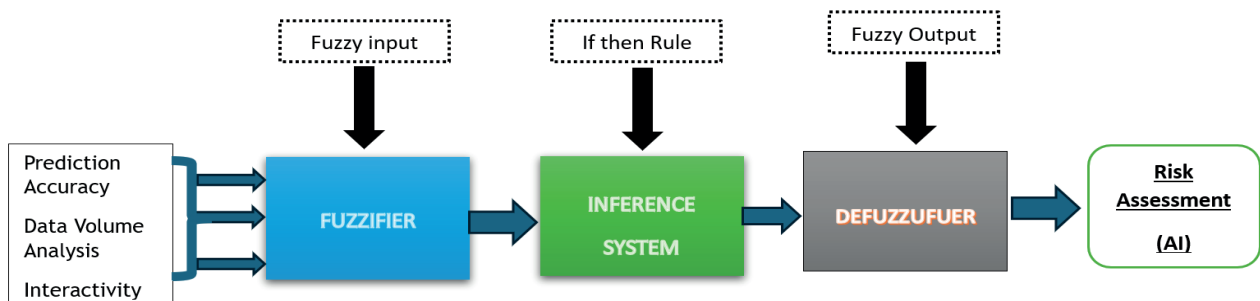 Fuzzy input
If then Rule
Fuzzy Output
Prediction
Accuracy
Data Volume
Analysis
Interactivity
FUZZIFIER
INFERENCE
SYSTEM
DEFUZZUFUER
Risk
Assessment
(AI)